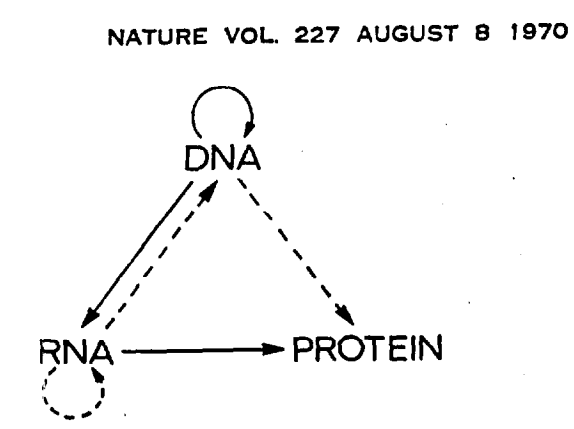 NATURE VOL. 227 AUGUST 8 1970
DNA
RNA
PROTEIN